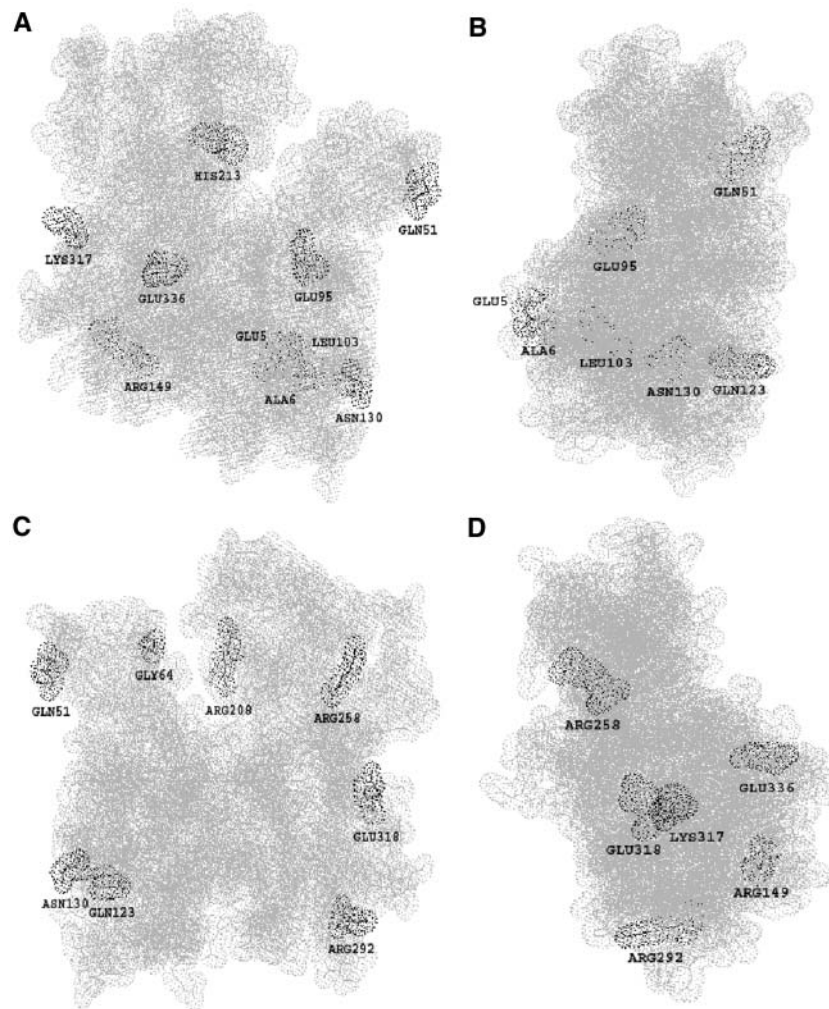 A
HIS213
GLN51
LYS317
GLU336
GLU95
GLU5
LEU103
ARG149
ALA6
ASN130
B
GLN51
GLU95
GLU5
ALA6
LEU103
ASN130
GLN123
C
GLN51
GLY64
ARG208
ARG258
GLU318
ASN130
GLN123
ARG292
D
ARG258
GLU336
GLU318
LYS317
ARG149
ARG292